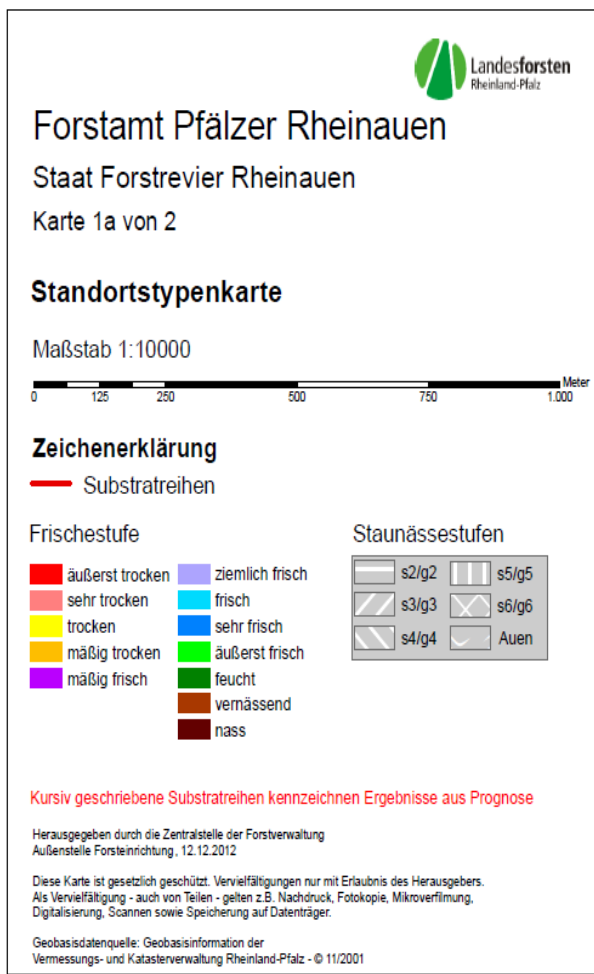 Landesforsten
Rheinland-Pfalz
Forstamt Pfälzer Rheinauen
Staat Forstrevier Rheinauen
Karte 1a von 2
Standortstypenkarte
Maßstab 1:10000
Meter
0 125 250 500 750 1.000
Zeichenerklärung
Substratreihen
Frischestufe
äußerst trocken
sehr trocken
trocken
mäßig trocken
mäßig frisch
ziemlich frisch
frisch
sehr frisch
äußerst frisch
feucht
vernässend
nass
Staunässestufen
s2/g2
s3/g3
s4/g4
s5/g5
s6/g6
Auen
Kursiv geschriebene Substratreihen kennzeichnen Ergebnisse aus Prognose
Herausgegeben durch die Zentralstelle der Forstverwaltung
Außenstelle Forsteinrichtung, 12.12.2012
Diese Karte ist gesetzlich geschützt. Vervielfältigungen nur mit Erlaubnis des Herausgebers.
Als Vervielfältigung - auch von Teilen - gelten z.B. Nachdruck, Fotokopie, Mikroverfilmung,
Digitalisierung, Scannen sowie Speicherung auf Datenträger.
Geobasisdatenquelle: Geobasisinformation der
Vermessungs- und Katasterverwaltung Rheinland-Pfalz - © 11/2001